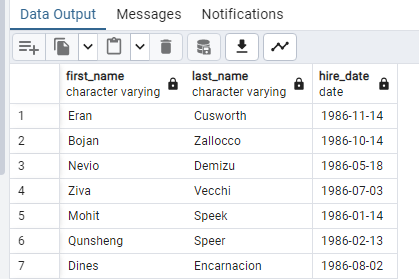 Data Output Messages Notifications
first_name last_name hire_date
character varying character varying date
1 Eran Cusworth 1986-11-14
2 Bojan Zallocco 1986-10-14
3 Nevio Demizu 1986-05-18
4 Ziva Vecchi 1986-07-03
5 Mohit Speek 1986-01-14
6 Qunsheng Speer 1986-02-13
7 Dines Encarnacion 1986-08-02